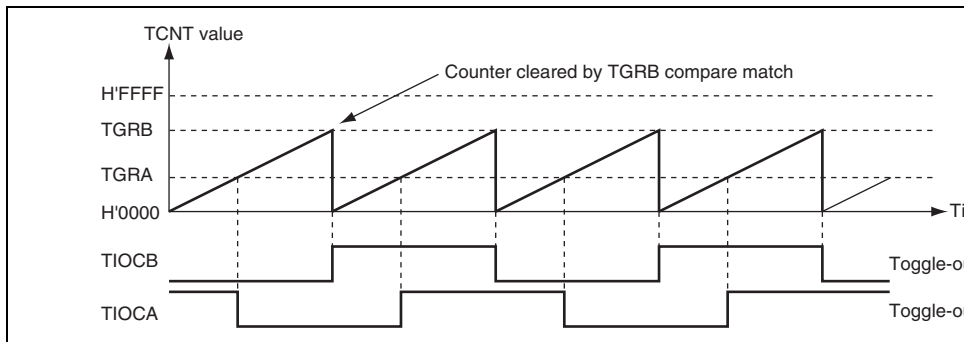 TCNT value
Counter cleared by TGRB compare match
H'FFFF
TGRB
TGRA
H'0000
TIOCB
TIOCA